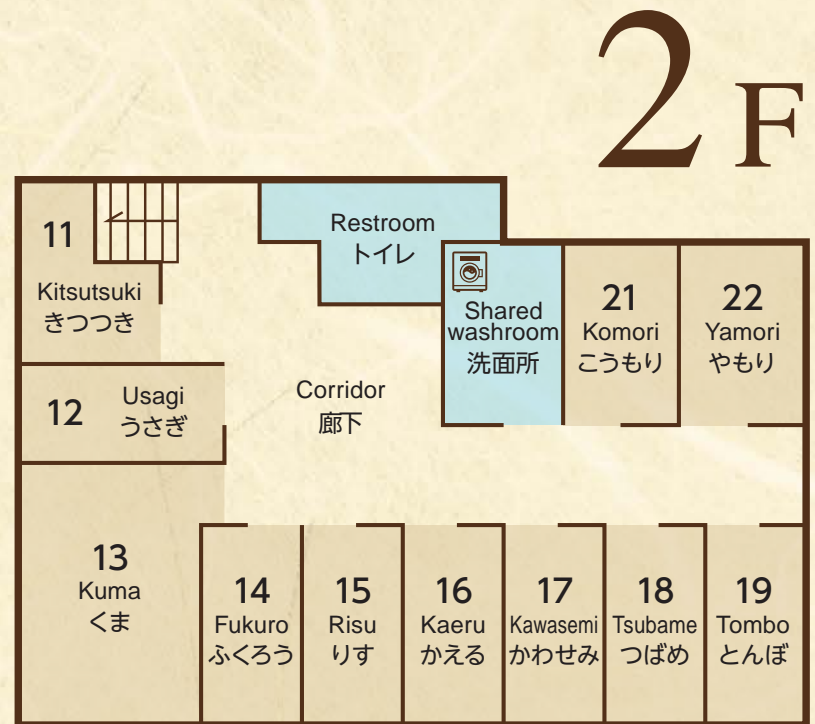 2F
11
Kitsutsuki
きつつき
Restroom
トイレ
Shared
washroom
洗面所
21
Komori
こうもり
22
Yamori
やもり
12
Usagi
うさぎ
Corridor
廊下
13
Kuma
くま
14
Fukuro
ふくろう
15
Risu
りす
16
Kaeru
かえる
17
Kawasemi
かわせみ
18
Tsubame
つばめ
19
Tombo
とんぼ